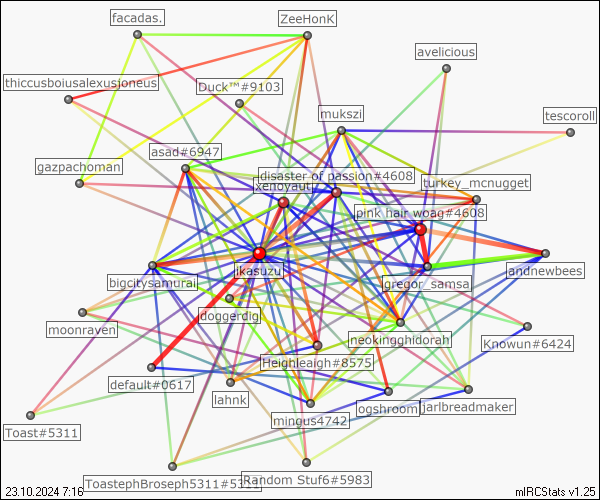 facadas.
ZeeHonK
avelicious
thiccusboiusalexusjoneus
Duck™#9103
mukszi
tescoroll
asad#6947
gazpachoman
disaster of passion#4608
xenoyaut
turkey_mcnugget
pink hair woag#4608
jkasuzu
bigcitysamurai
gregor_samsa
andnewbees
doggerdig
moonraven
neokingghidorah
Knowun#6424
Heighleaigh#8575
default#0617
lahnk
ogshroom
jarlbreadmaker
mingus4742
Toast#5311
ToastephBroseph5311#5311
Random Stuf6#5983
23.10.2024 7:16
mIRCStats v1.25